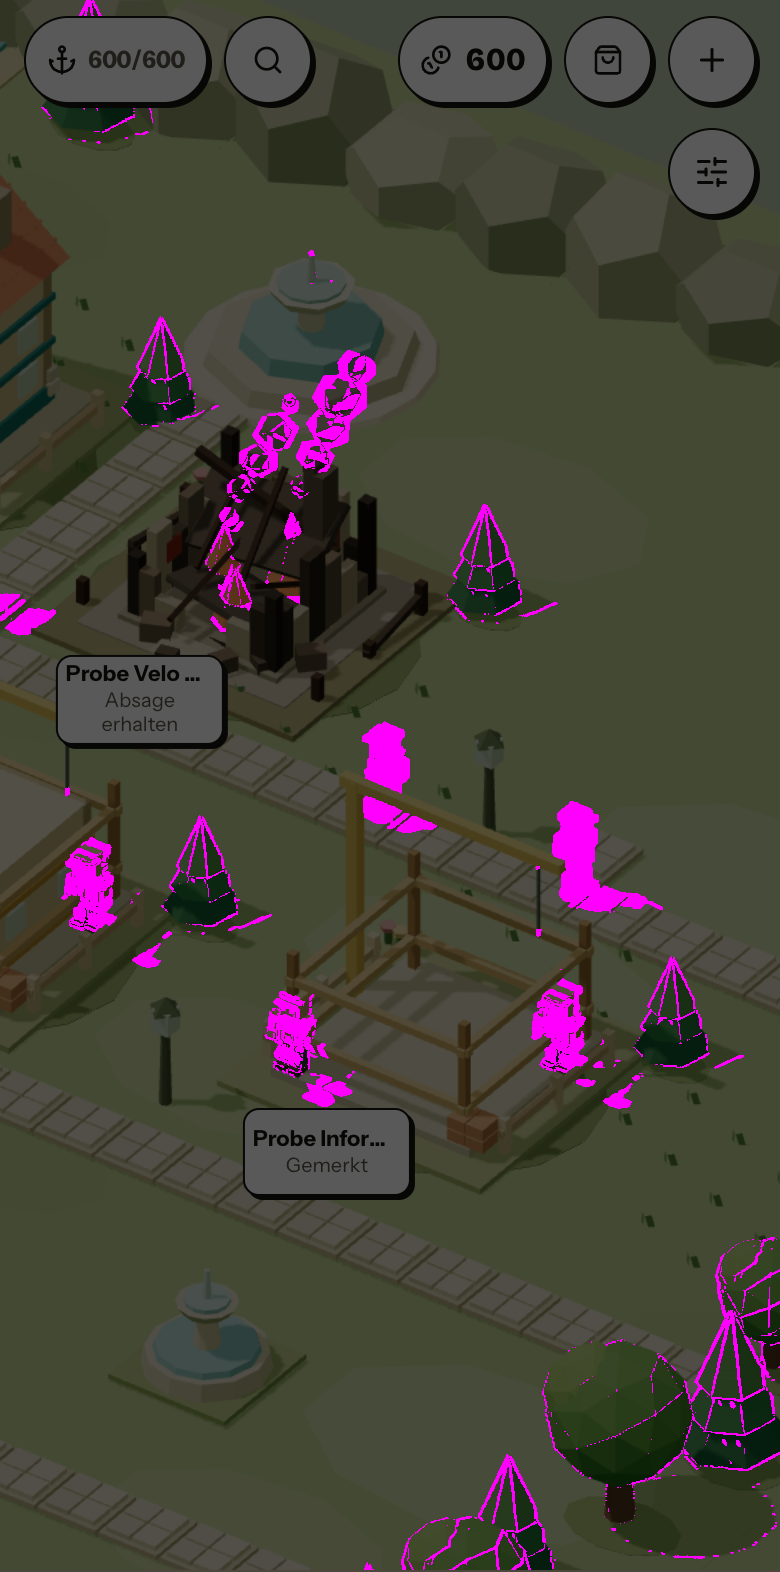 600/600
600
Probe Velo ...
Absage
erhalten
Probe Infor...
Gemerkt